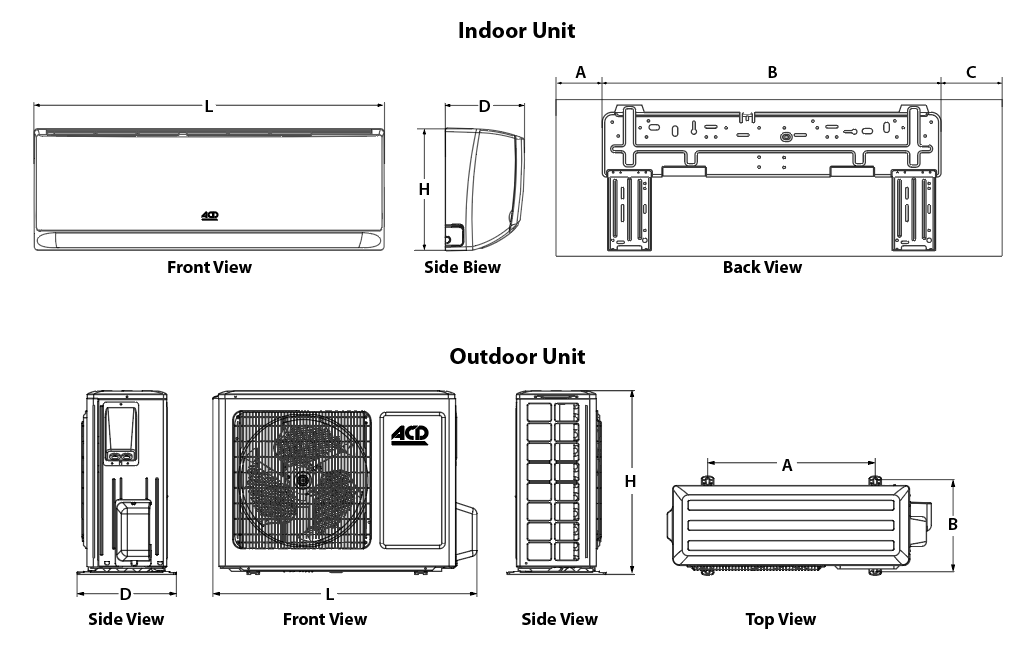 Indoor Unit
A B C
L
D
H
ACD
Front View
Side Biew
Back View
Outdoor Unit
ACD
A
H
B
D
L
Side View
Front View
Side View
Top View